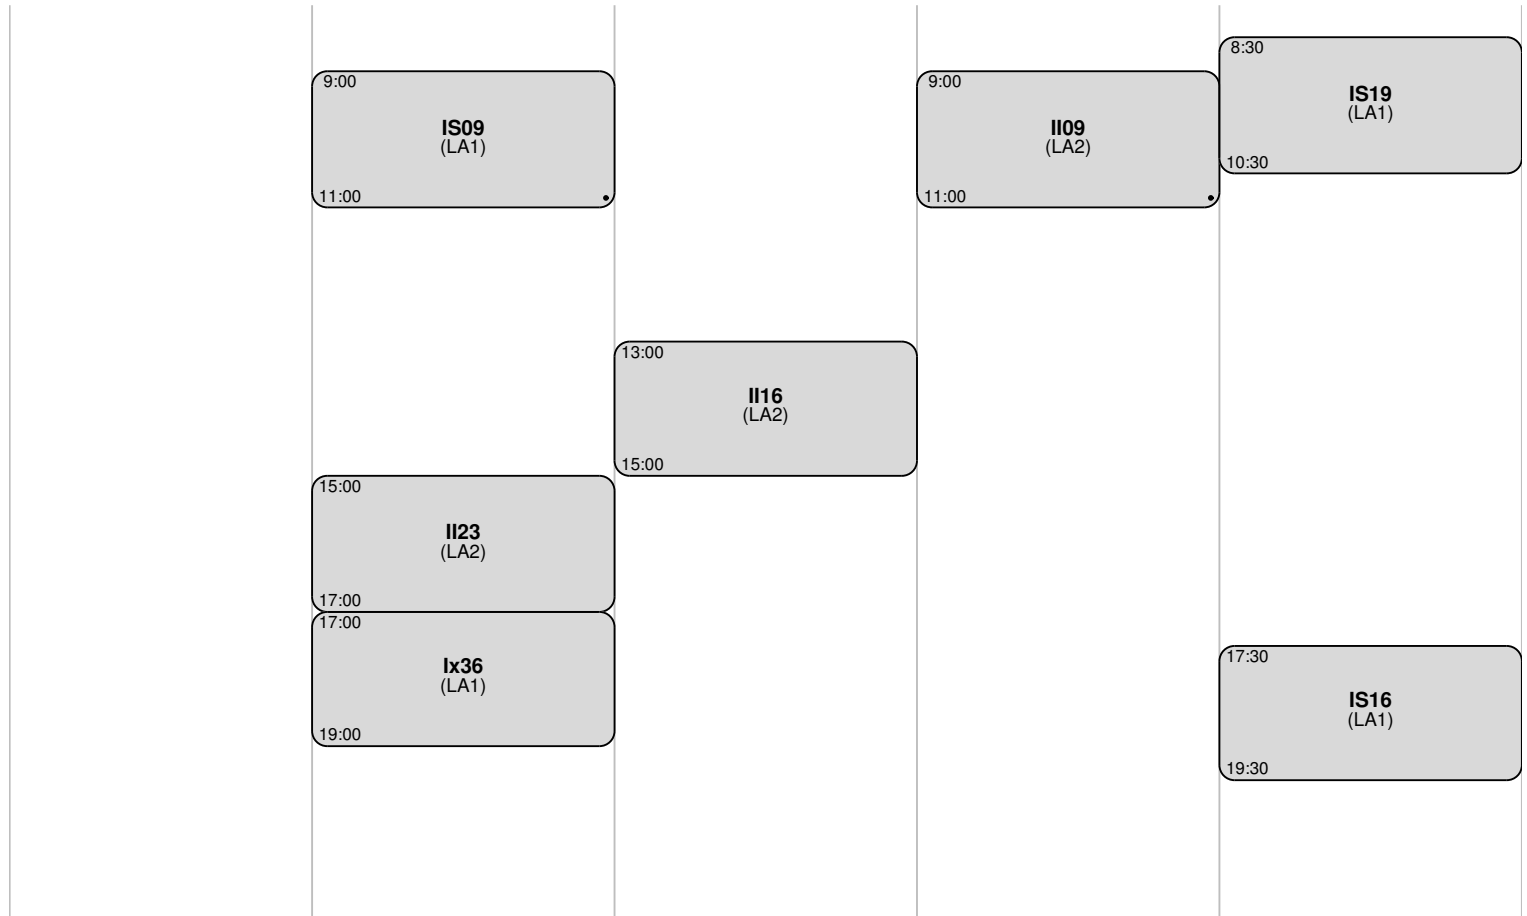 9:00
IS09
(LA1)
11:00
15:00
II23
(LA2)
17:00
17:00
Ix36
(LA1)
19:00
13:00
II16
(LA2)
15:00
9:00
II09
(LA2)
11:00
8:30
IS19
(LA1)
10:30
17:30
IS16
(LA1)
19:30